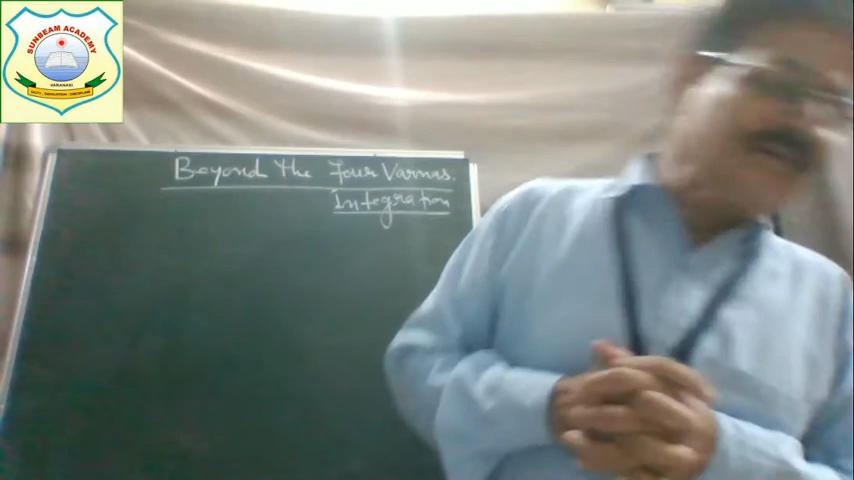 SUNBEAM ACADEMY
VARANASI
Beyond the Four Varnas.
Integration